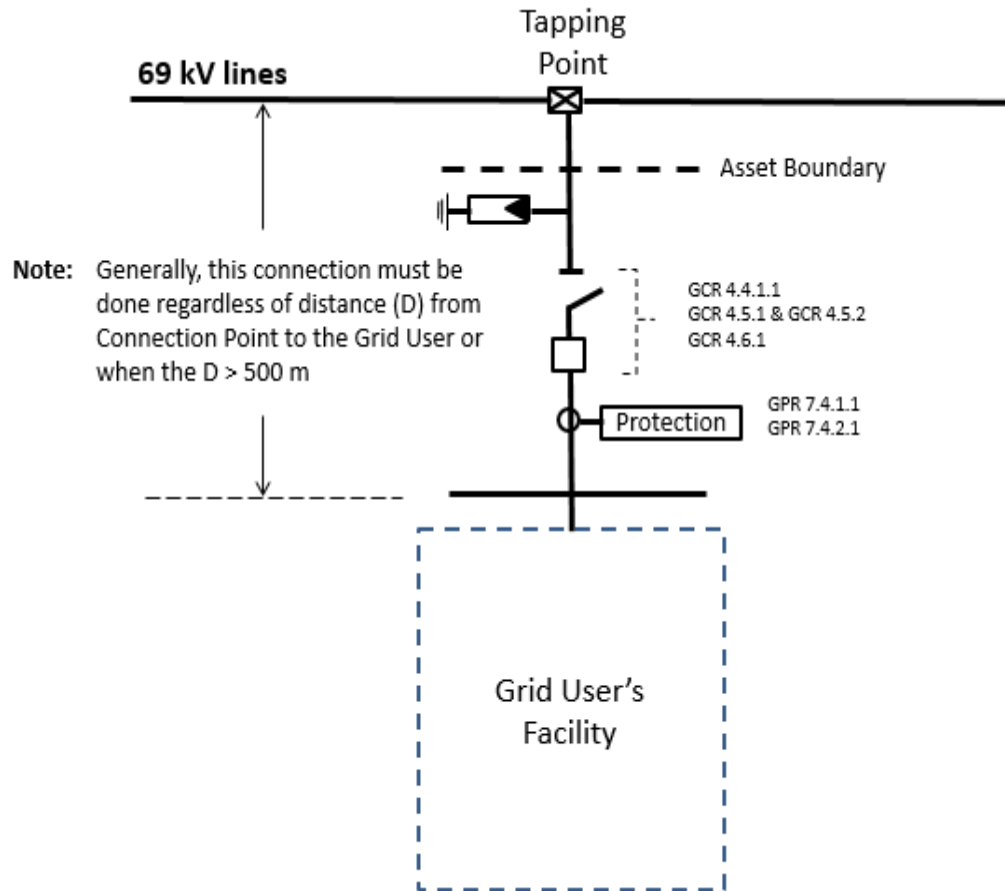 Tapping
Point
69 kV lines
Asset Boundary
Note: Generally, this connection must be
done regardless of distance (D) from
Connection Point to the Grid User or
when the D > 500 m
GCR 4.4.1.1
GCR 4.5.1 & GCR 4.5.2
GCR 4.6.1
Protection
GPR 7.4.1.1
GPR 7.4.2.1
Grid User’s
Facility